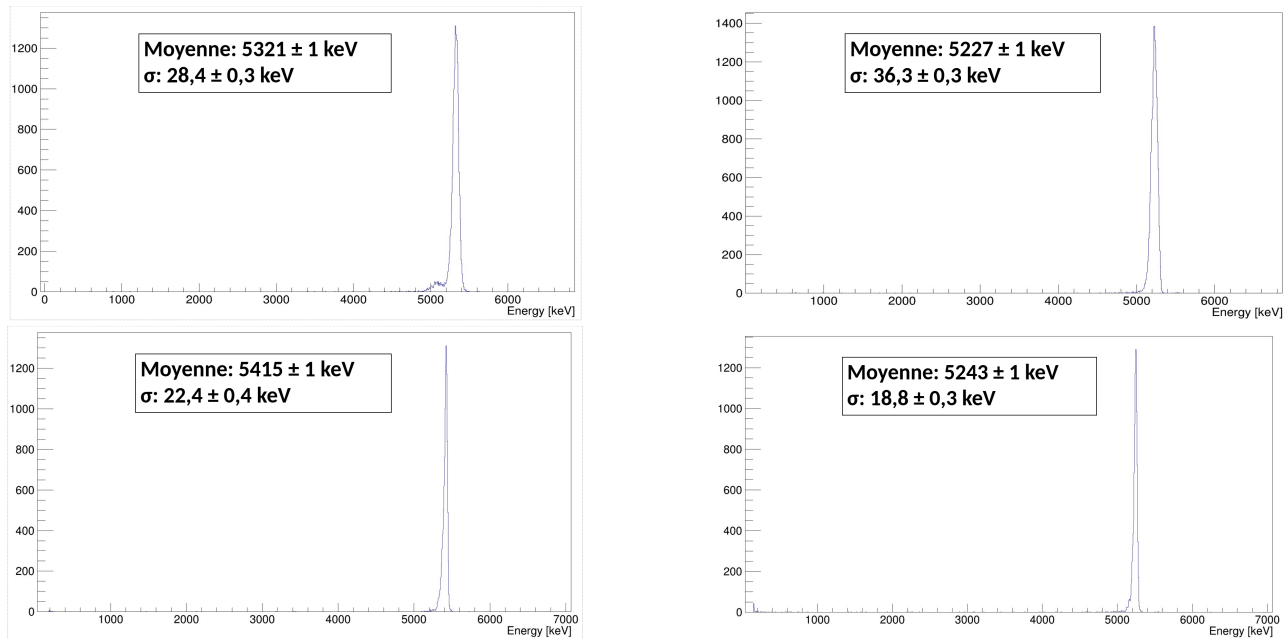 Moyenne: 5321 ± 1 keV
σ: 28,4 ± 0,3 keV
1200
1000
800
600
400
200
0
0 1000 2000 3000 4000 5000 6000
Energy [keV]
Moyenne: 5227 ± 1 keV
σ: 36,3 ± 0,3 keV
1400
1200
1000
800
600
400
200
0
1000 2000 3000 4000 5000 6000
Energy [keV]
Moyenne: 5415 ± 1 keV
σ: 22,4 ± 0,4 keV
1200
1000
800
600
400
200
0
1000 2000 3000 4000 5000 6000 7000
Energy [keV]
Moyenne: 5243 ± 1 keV
σ: 18,8 ± 0,3 keV
1200
1000
800
600
400
200
0
1000 2000 3000 4000 5000 6000 7000
Energy [keV]